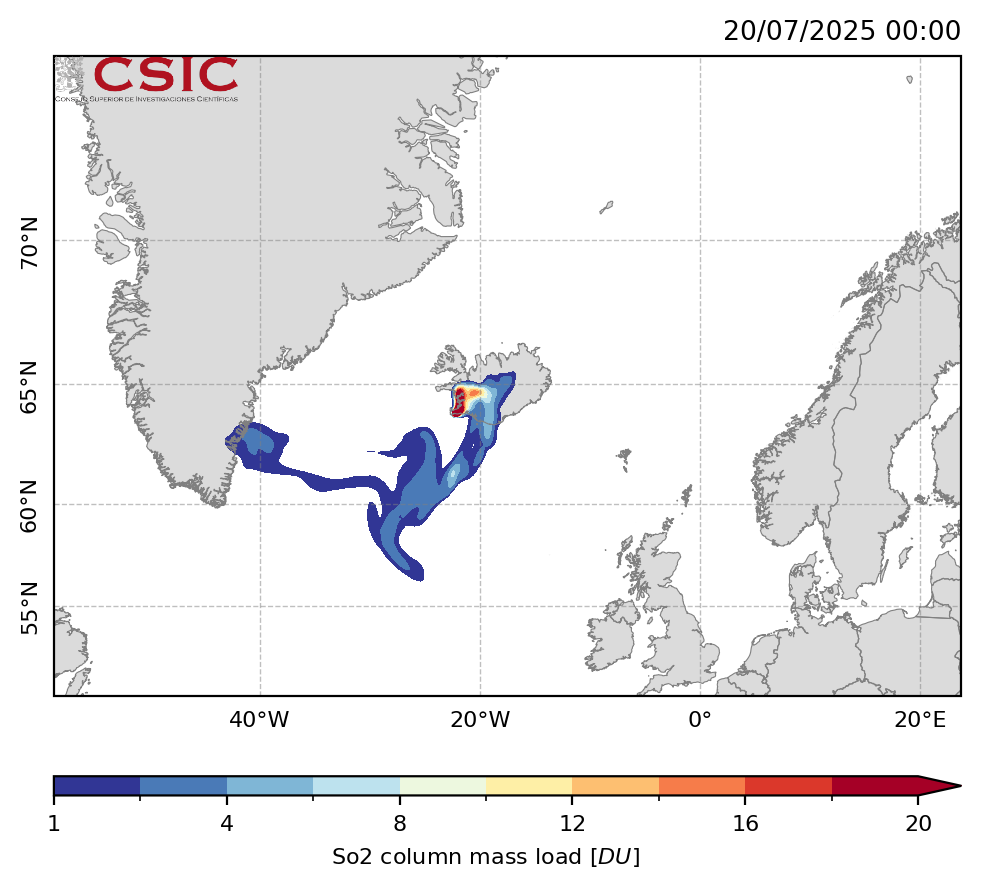 20/07/2025 00:00
CSIC
CONSEJO SUPERIOR DE INVESTIGACIONES CIENTÍFICAS
70°N
65°N
60°N
55°N
40°W 20°W 0° 20°E
1 4 8 12 16 20
So2 column mass load [DU]